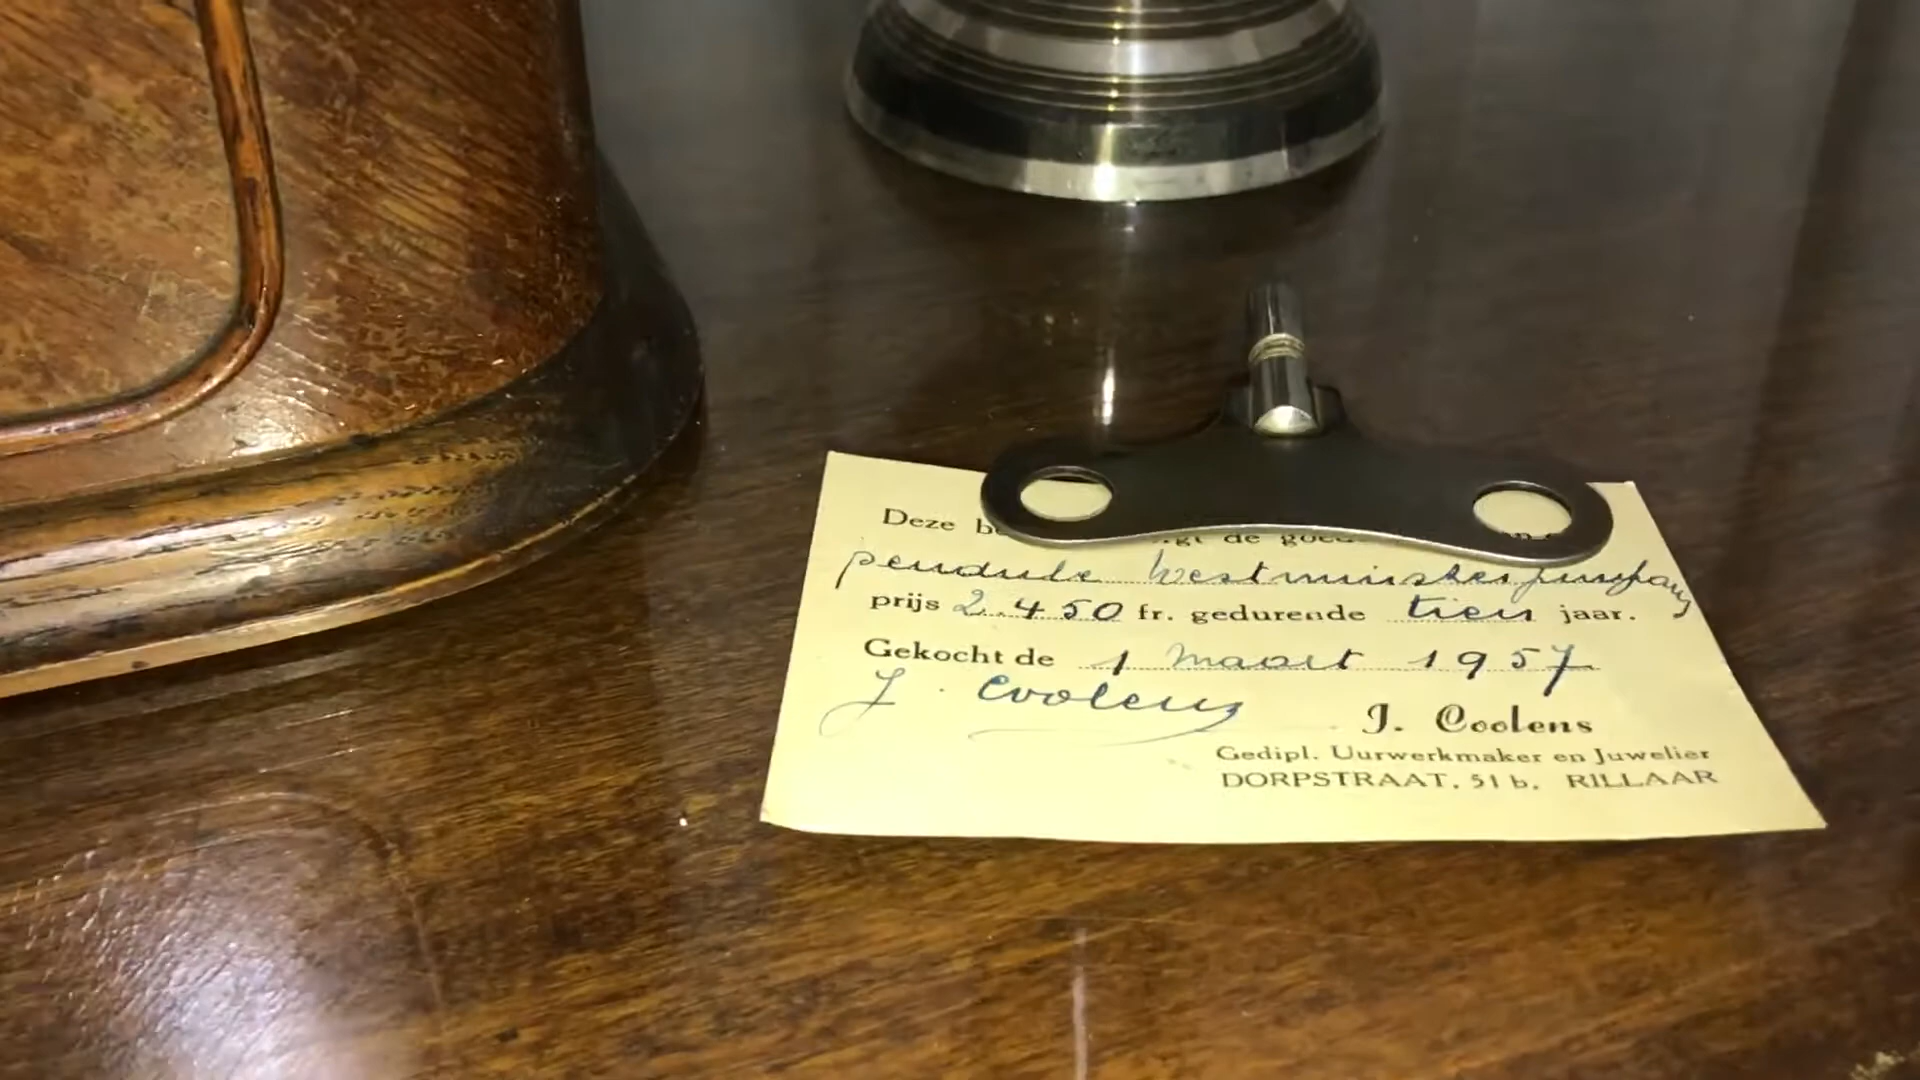 Deze
pendule Westminster
prijs 2.450 fr. gedurende tien jaar.
Gekocht de 1 maart 1957
J. Coolens
J. Coolens
Gedipl. Uurwerkmaker en Juwelier
DORPSTRAAT, 51 b, RILLAAR